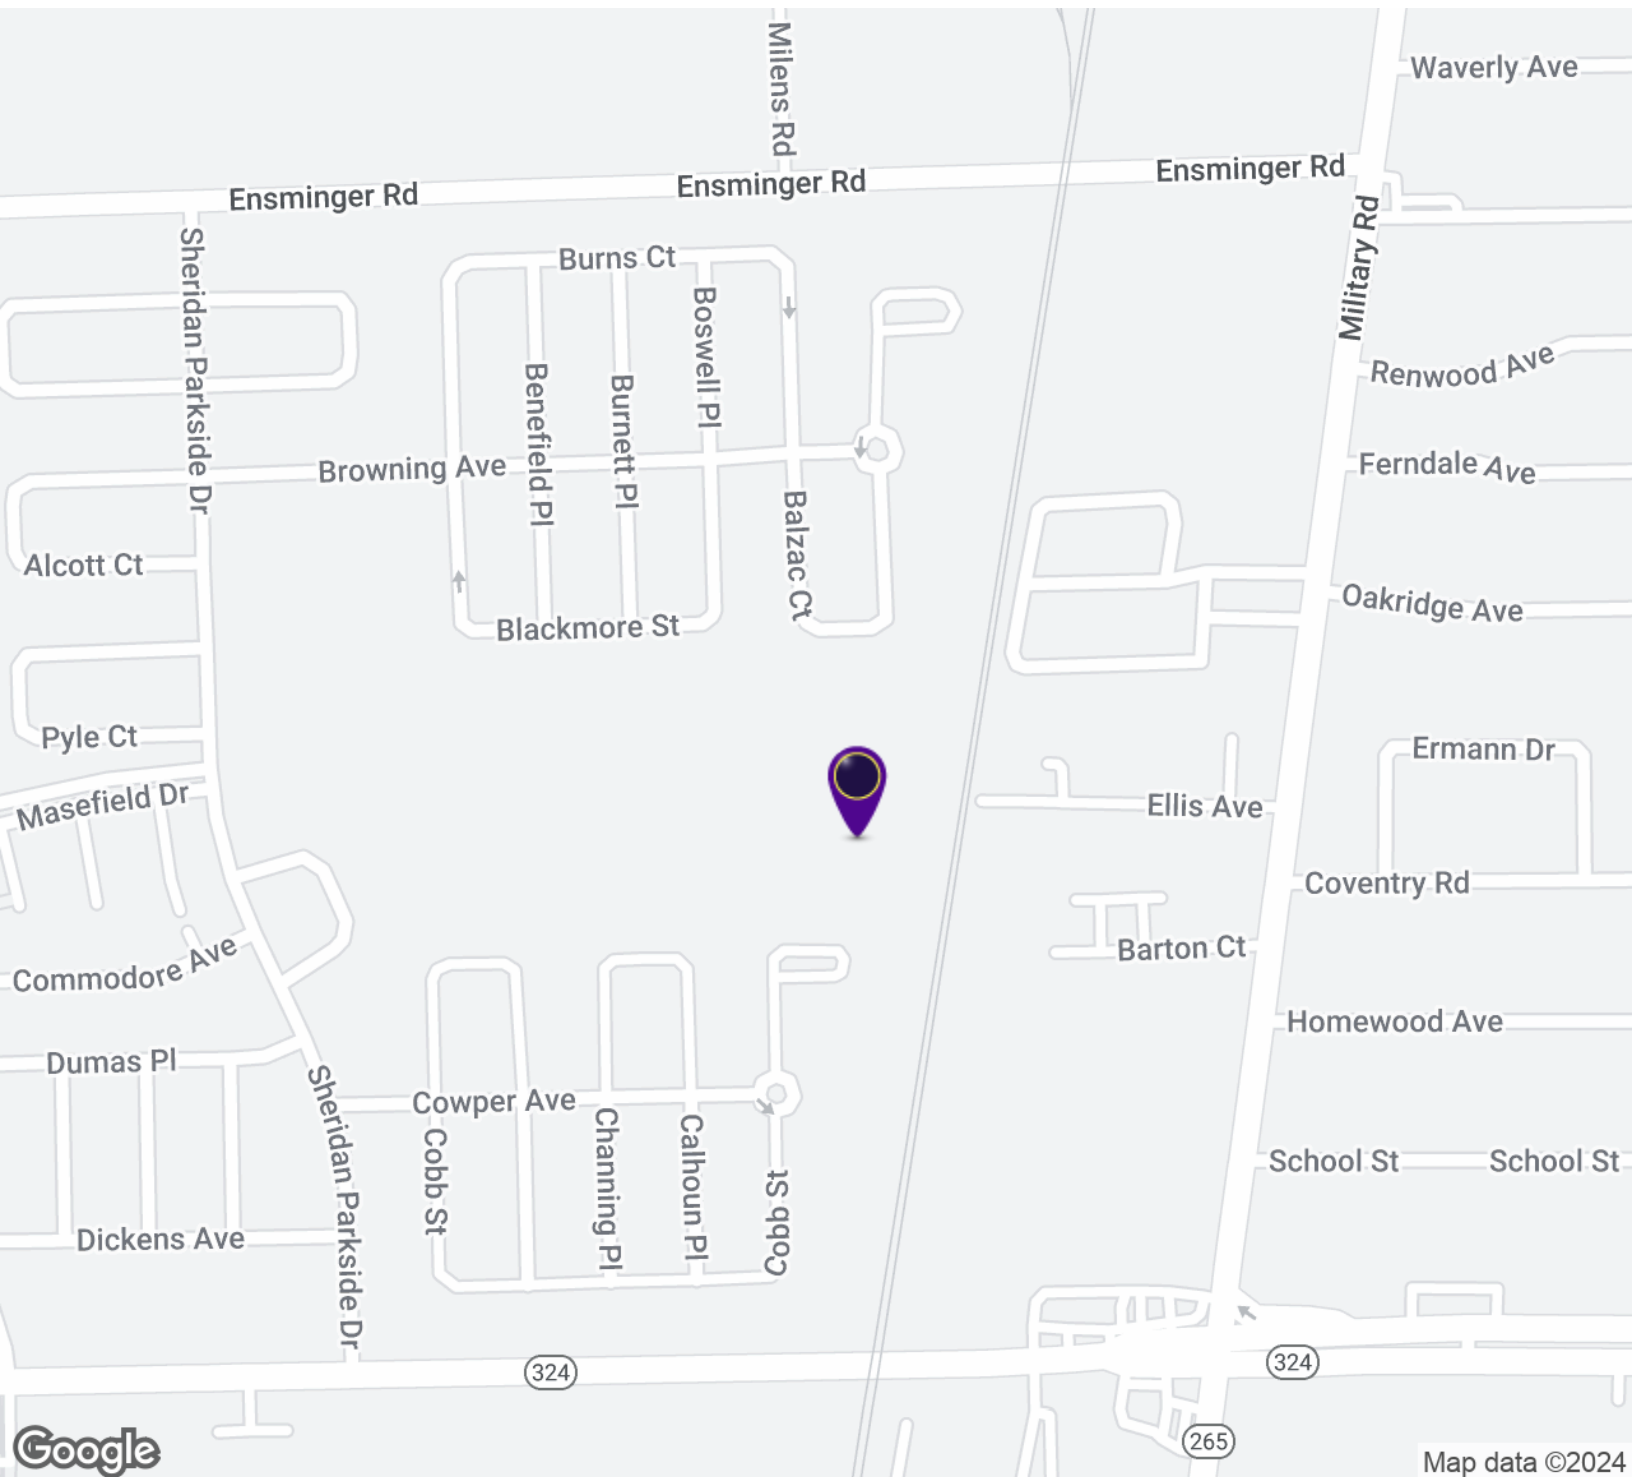 Milens Rd
Waverly Ave
Ensminger Rd
Ensminger Rd
Ensminger Rd
Military Rd
Sheridan Parkside Dr
Burns Ct
Boswell Pl
Renwood Ave
Benefield Pl
Burnett Pl
Browning Ave
Ferndale Ave
Balzac Ct
Alcott Ct
Oakridge Ave
Blackmore St
Pyle Ct
Ermann Dr
Masefield Dr
Ellis Ave
Coventry Rd
Commodore Ave
Barton Ct
Homewood Ave
Dumas Pl
Sheridan Parkside Dr
Cowper Ave
Cobb St
Channing Pl
Calhoun Pl
Cobb St
School St
School St
Dickens Ave
324
324
265
Google
Map data ©2024